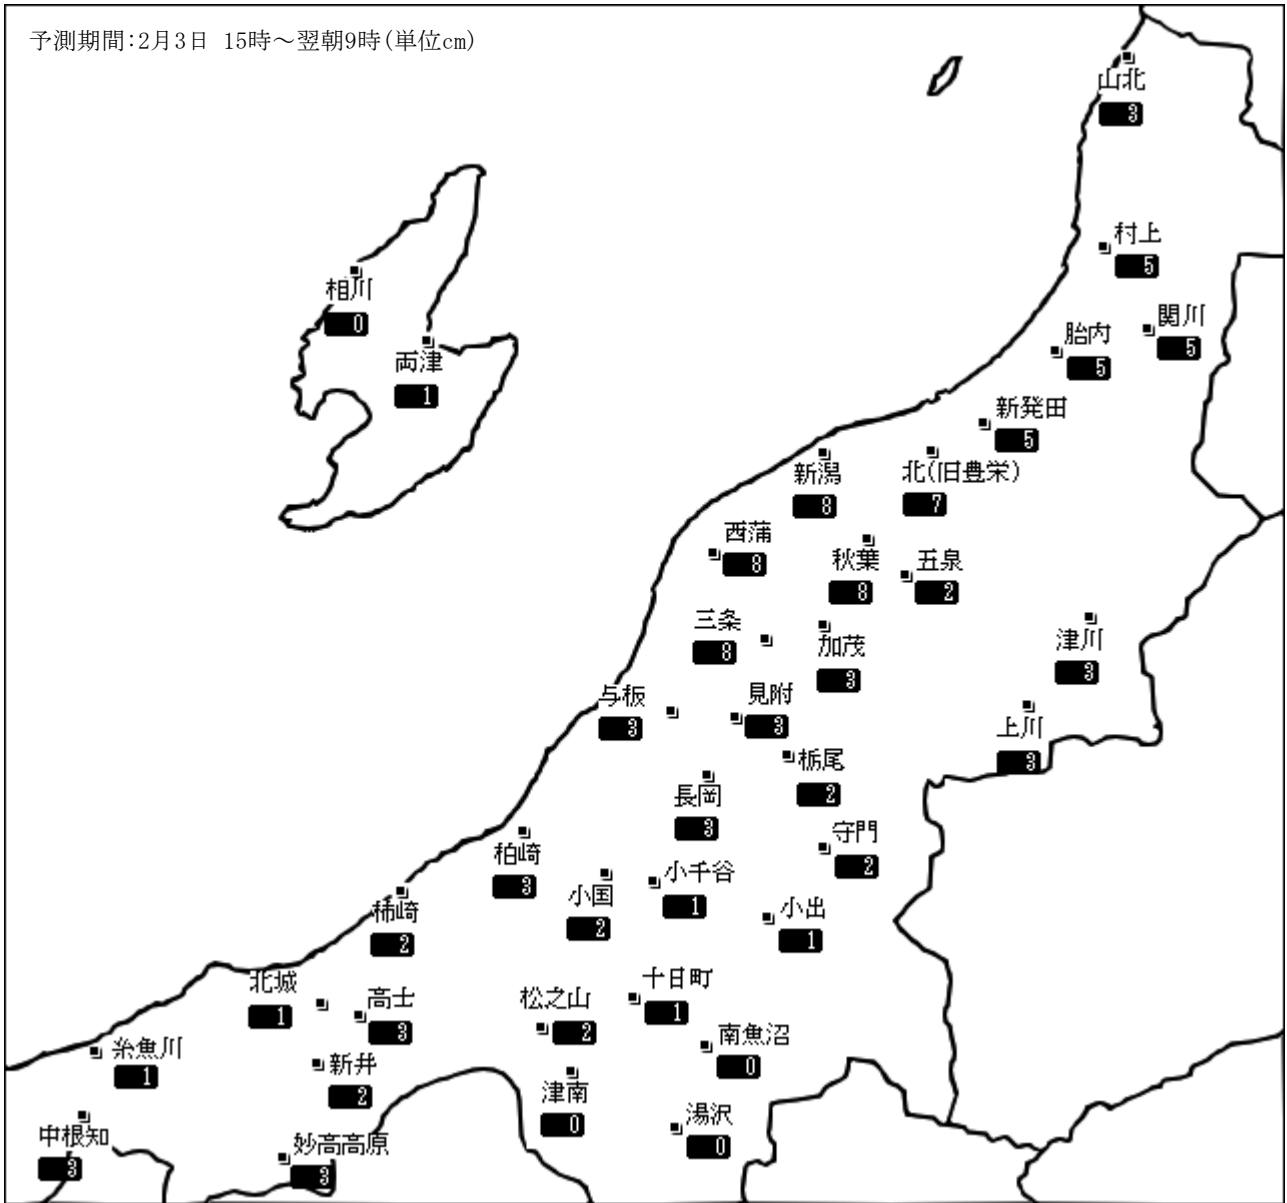 予測期間:2月3日 15時～翌朝9時(単位cm)
山北
3
村上
5
関川
5
胎内
5
相川
0
両津
1
新発田
5
新潟
8
北(旧豊栄)
7
西蒲
8
秋葉
8
五泉
2
三条
8
加茂
3
津川
3
与板
3
見附
3
上川
3
栃尾
2
長岡
3
守門
2
柏崎
3
小千谷
1
小国
2
小出
1
柿崎
2
北城
1
高士
3
松之山
2
十日町
1
南魚沼
0
糸魚川
1
新井
2
津南
0
湯沢
0
中根知
3
妙高高原
3